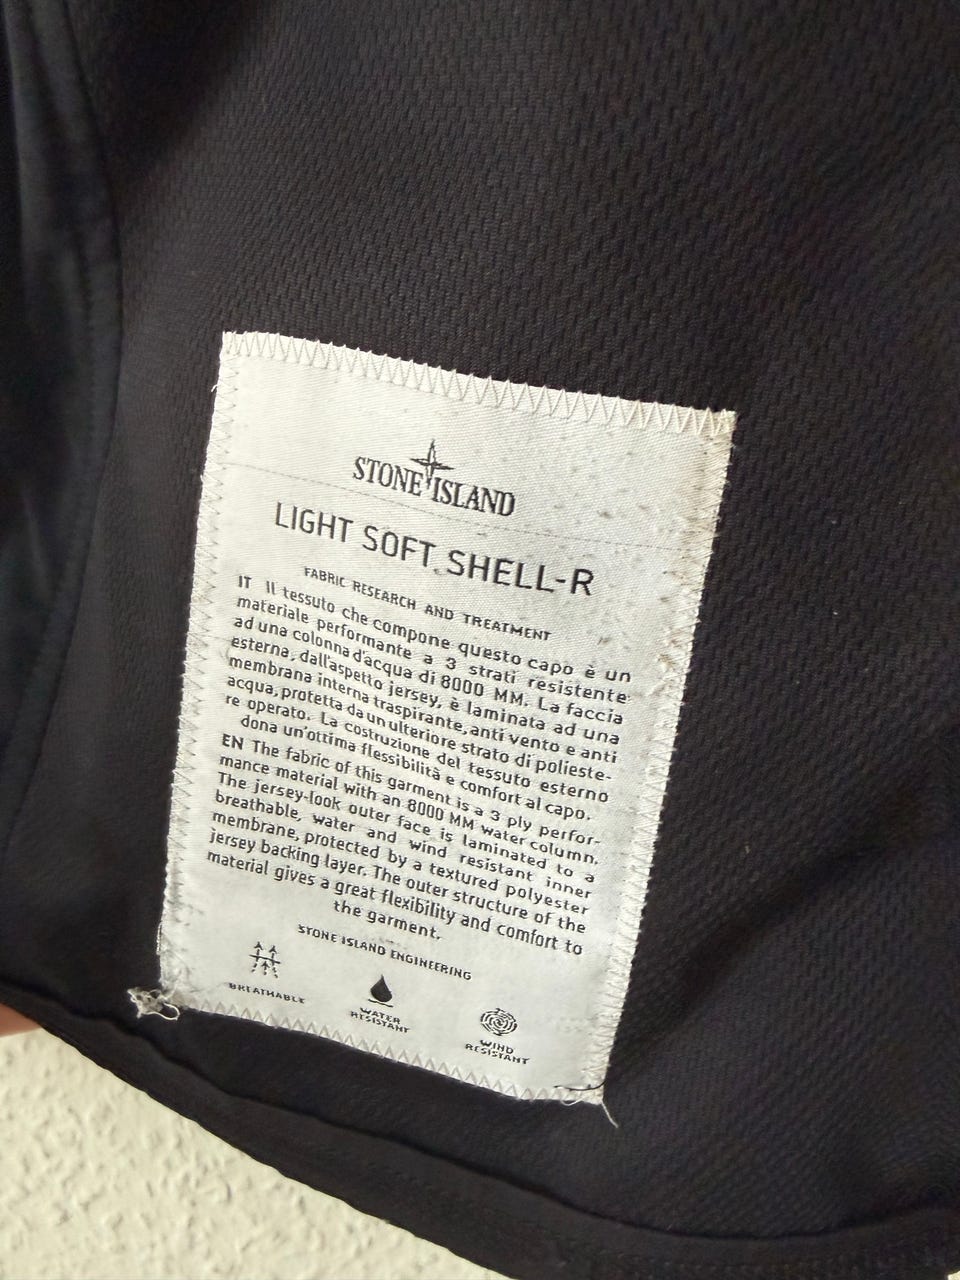 STONE ISLAND
LIGHT SOFT SHELL-R
FABRIC RESEARCH AND TREATMENT
IT Il tessuto che compone questo capo è un
materiale performante a 3 strati resistente
ad una colonna d'acqua di 8000 MM. La faccia
esterna, dall'aspetto jersey, è laminata ad una
membrana interna traspirante, anti vento e anti
acqua, protetta da un ulteriore strato di polieste-
re operato. La costruzione del tessuto esterno
dona un'ottima flessibilità e comfort al capo.
EN The fabric of this garment is a 3 ply perfor-
mance material with an 8000 MM water column.
The jersey-look outer face is laminated to a
breathable, water and wind resistant inner
membrane, protected by a textured polyester
jersey backing layer. The outer structure of the
material gives a great flexibility and comfort to
the garment.
STONE ISLAND ENGINEERING
BREATHABLE
WATER
RESISTANT
WIND
RESISTANT